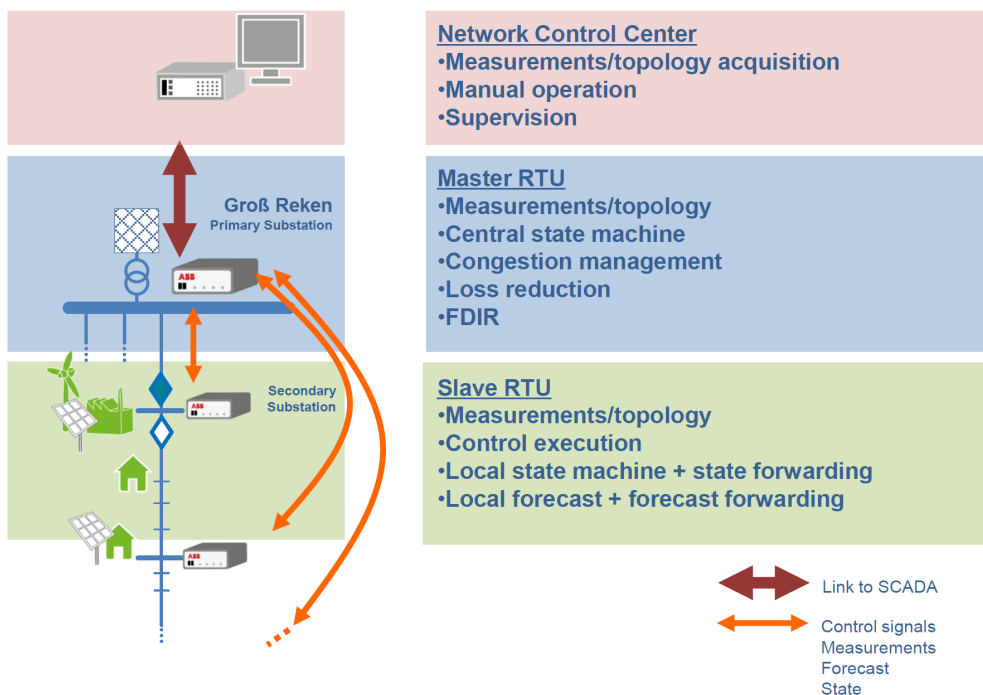 Network Control Center
•Measurements/topology acquisition
•Manual operation
•Supervision
Groß Reken
Primary Substation
ABB
Master RTU
•Measurements/topology
•Central state machine
•Congestion management
•Loss reduction
•FDIR
Secondary
Substation
ABB
ABB
Slave RTU
•Measurements/topology
•Control execution
•Local state machine + state forwarding
•Local forecast + forecast forwarding
Link to SCADA
Control signals
Measurements
Forecast
State